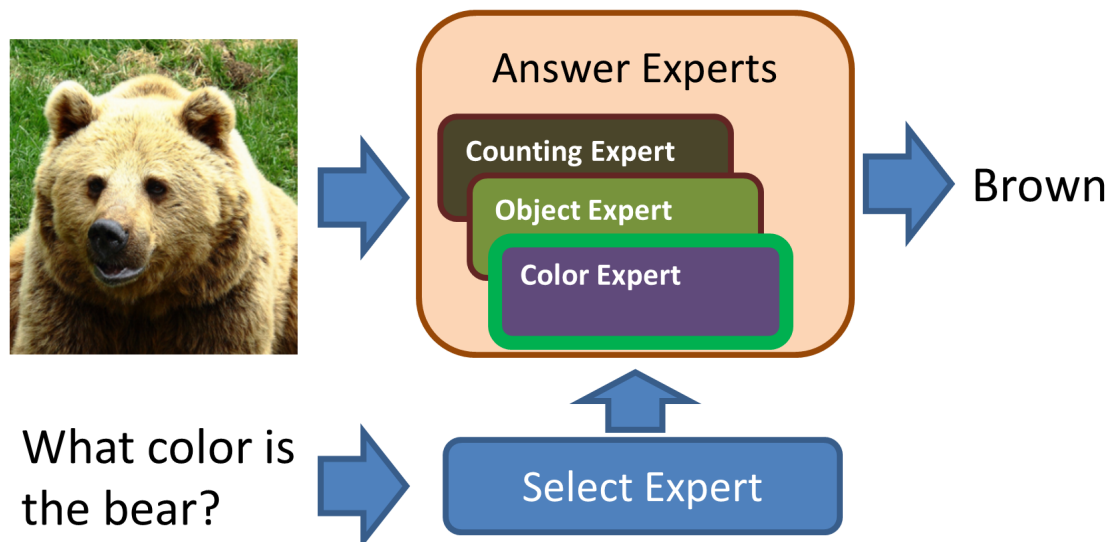 Answer Experts
Counting Expert
Object Expert
Color Expert
Brown
What color is
the bear?
Select Expert